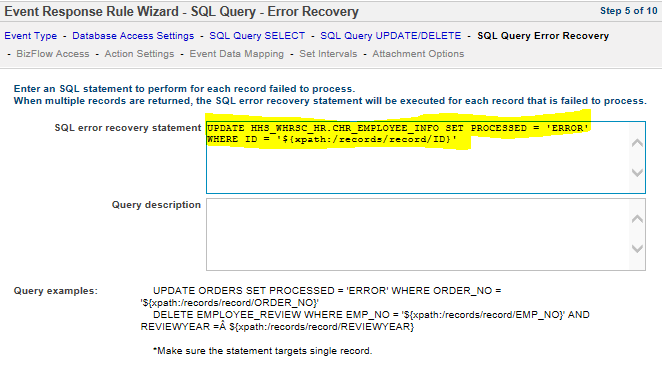 Event Response Rule Wizard - SQL Query - Error Recovery Step 5 of 10
Event Type - Database Access Settings - SQL Query SELECT - SQL Query UPDATE/DELETE - SQL Query Error Recovery
- BizFlow Access - Action Settings - Event Data Mapping - Set Intervals - Attachment Options
Enter an SQL statement to perform for each record failed to process.
When multiple records are returned, the SQL error recovery statement will be executed for each record that is failed to process.
SQL error recovery statement UPDATE HHS_WHRSC_HR.CHR_EMPLOYEE_INFO SET PROCESSED = 'ERROR'
WHERE ID = '${xpath:/records/record/ID}'
Query description
Query examples: UPDATE ORDERS SET PROCESSED = 'ERROR' WHERE ORDER_NO =
'${xpath:/records/record/ORDER_NO}'
DELETE EMPLOYEE_REVIEW WHERE EMP_NO = '${xpath:/records/record/EMP_NO}' AND
REVIEWYEAR =Â ${xpath:/records/record/REVIEWYEAR}
*Make sure the statement targets single record.